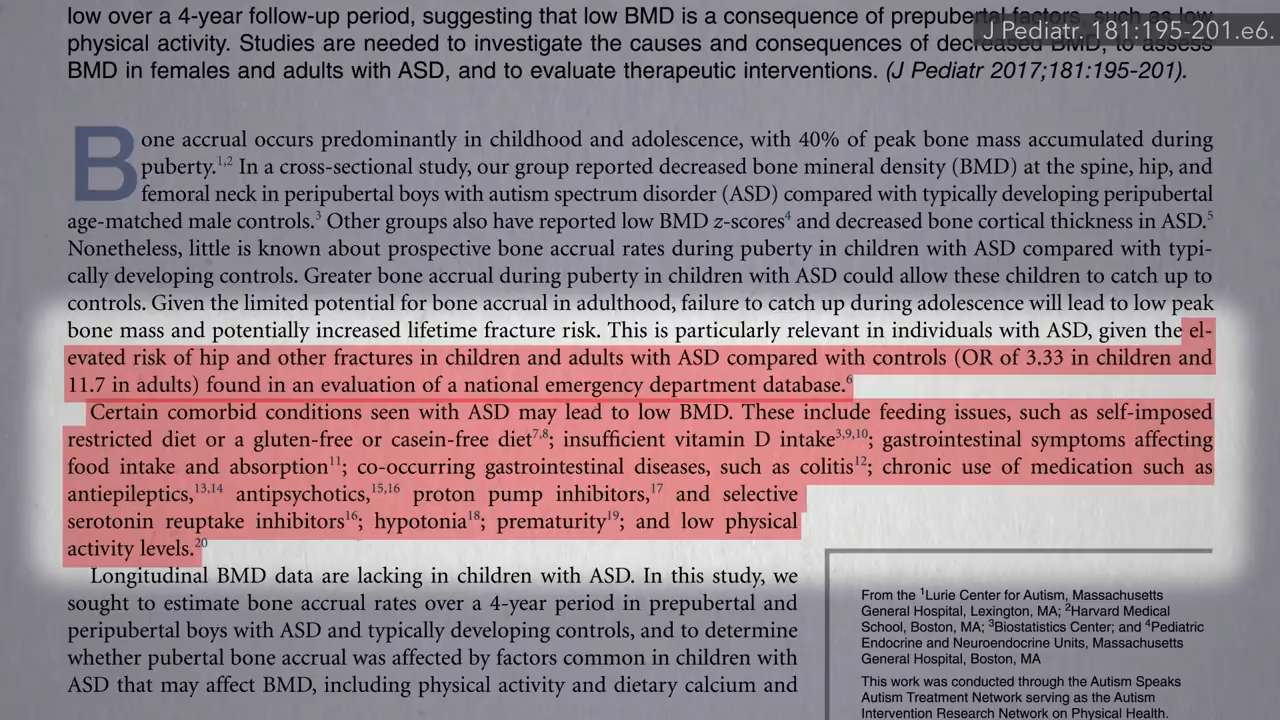 low over a 4-year follow-up period, suggesting that low BMD is a consequence of prepubertal factors, such as low
J Pediatr. 181:195-201.e6.
physical activity. Studies are needed to investigate the causes and consequences of decreased BMD, to assess
BMD in females and adults with ASD, and to evaluate therapeutic interventions. (J Pediatr 2017;181:195-201).
Bone accrual occurs predominantly in childhood and adolescence, with 40% of peak bone mass accumulated during
puberty.1,2 In a cross-sectional study, our group reported decreased bone mineral density (BMD) at the spine, hip, and
femoral neck in peripubertal boys with autism spectrum disorder (ASD) compared with typically developing peripubertal
age-matched male controls.3 Other groups also have reported low BMD z-scores4 and decreased bone cortical thickness in ASD.5
Nonetheless, little is known about prospective bone accrual rates during puberty in children with ASD compared with typi-
cally developing controls. Greater bone accrual during puberty in children with ASD could allow these children to catch up to
controls. Given the limited potential for bone accrual in adulthood, failure to catch up during adolescence will lead to low peak
bone mass and potentially increased lifetime fracture risk. This is particularly relevant in individuals with ASD, given the el-
evated risk of hip and other fractures in children and adults with ASD compared with controls (OR of 3.33 in children and
11.7 in adults) found in an evaluation of a national emergency department database.6
Certain comorbid conditions seen with ASD may lead to low BMD. These include feeding issues, such as self-imposed
restricted diet or a gluten-free or casein-free diet7,8; insufficient vitamin D intake3,9,10; gastrointestinal symptoms affecting
food intake and absorption11; co-occurring gastrointestinal diseases, such as colitis12; chronic use of medication such as
antiepileptics,13,14 antipsychotics,15,16 proton pump inhibitors,17 and selective
serotonin reuptake inhibitors16; hypotonia18; prematurity19; and low physical
activity levels.20
Longitudinal BMD data are lacking in children with ASD. In this study, we
sought to estimate bone accrual rates over a 4-year period in prepubertal and
peripubertal boys with ASD and typically developing controls, and to determine
whether pubertal bone accrual was affected by factors common in children with
ASD that may affect BMD, including physical activity and dietary calcium and
From the 1Lurie Center for Autism, Massachusetts
General Hospital, Lexington, MA; 2Harvard Medical
School, Boston, MA; 3Biostatistics Center; and 4Pediatric
Endocrine and Neuroendocrine Units, Massachusetts
General Hospital, Boston, MA
This work was conducted through the Autism Speaks
Autism Treatment Network serving as the Autism
Intervention Research Network on Physical Health.